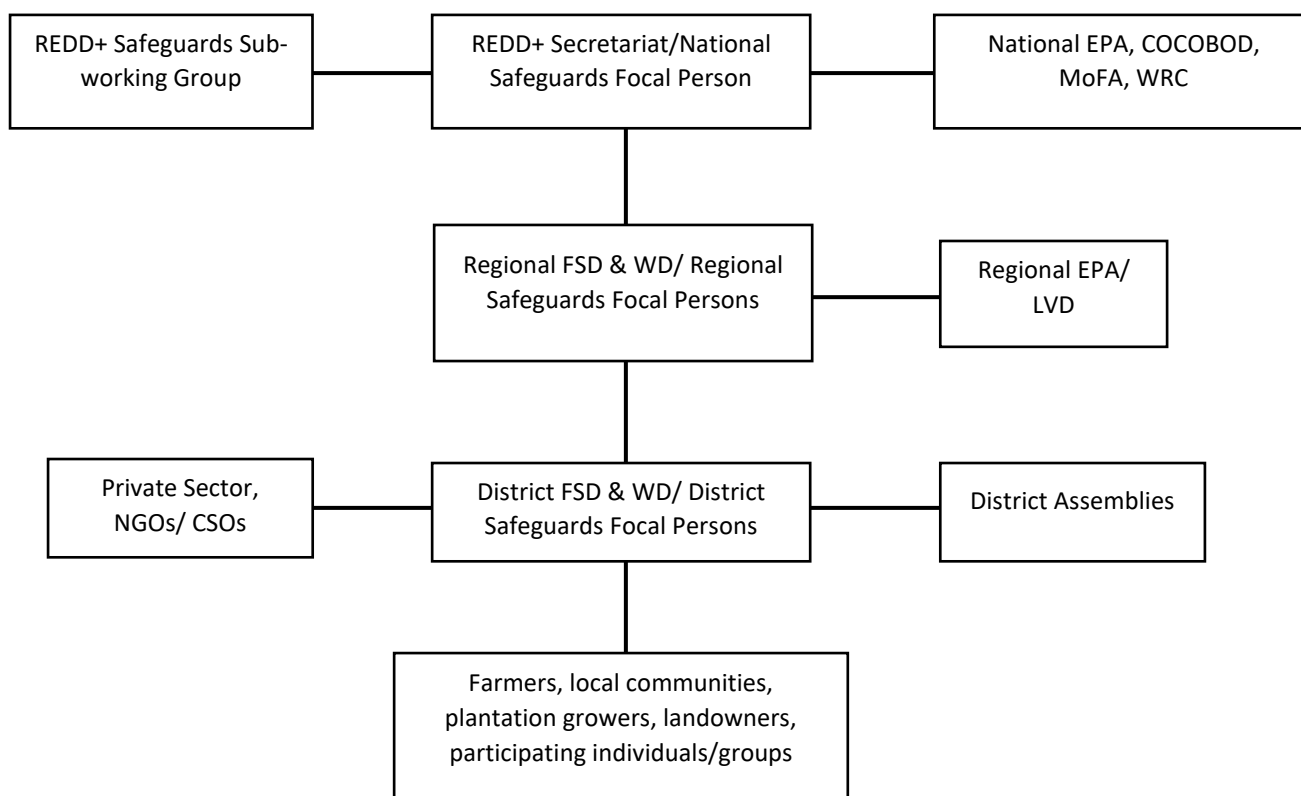 REDD+ Safeguards Sub-
working Group
REDD+ Secretariat/National
Safeguards Focal Person
National EPA, COCOBOD,
MoFA, WRC
Regional FSD & WD/ Regional
Safeguards Focal Persons
Regional EPA/
LVD
Private Sector,
NGOs/ CSOs
District FSD & WD/ District
Safeguards Focal Persons
District Assemblies
Farmers, local communities,
plantation growers, landowners,
participating individuals/groups